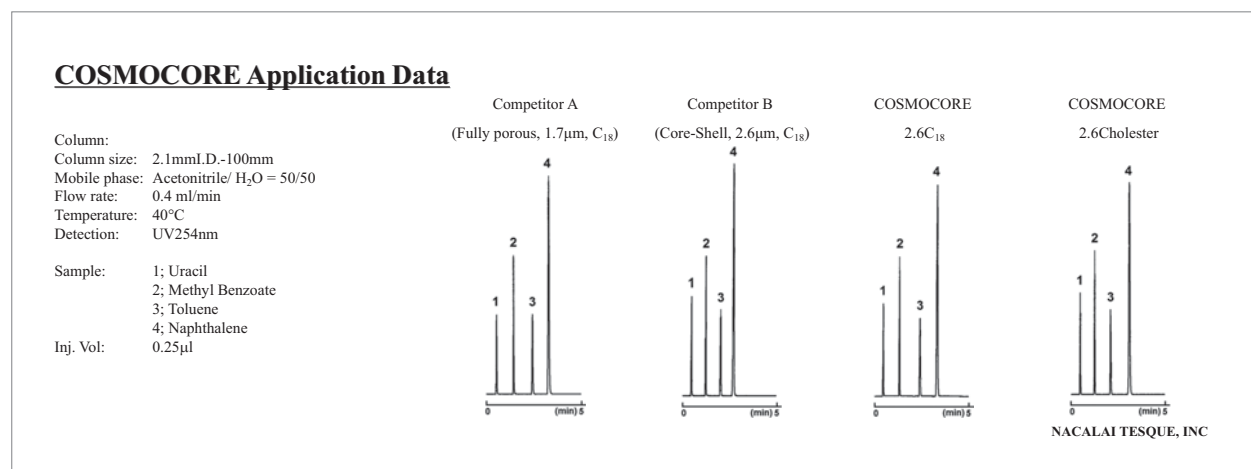 COSMOCORE Application Data
Column:
Column size: 2.1mmI.D.-100mm
Mobile phase: Acetonitrile/ H₂O = 50/50
Flow rate: 0.4 ml/min
Temperature: 40°C
Detection: UV254nm
Sample: 1; Uracil
2; Methyl Benzoate
3; Toluene
4; Naphthalene
Inj. Vol: 0.25μl
Competitor A
(Fully porous, 1.7μm, C₁₈)
4
2
1
3
0 (min) 5
Competitor B
(Core-Shell, 2.6μm, C₁₈)
4
2
1
3
0 (min) 5
COSMOCORE
2.6C₁₈
4
2
1
3
0 (min) 5
COSMOCORE
2.6Cholester
4
2
1
3
0 (min) 5
NACALAI TESQUE, INC